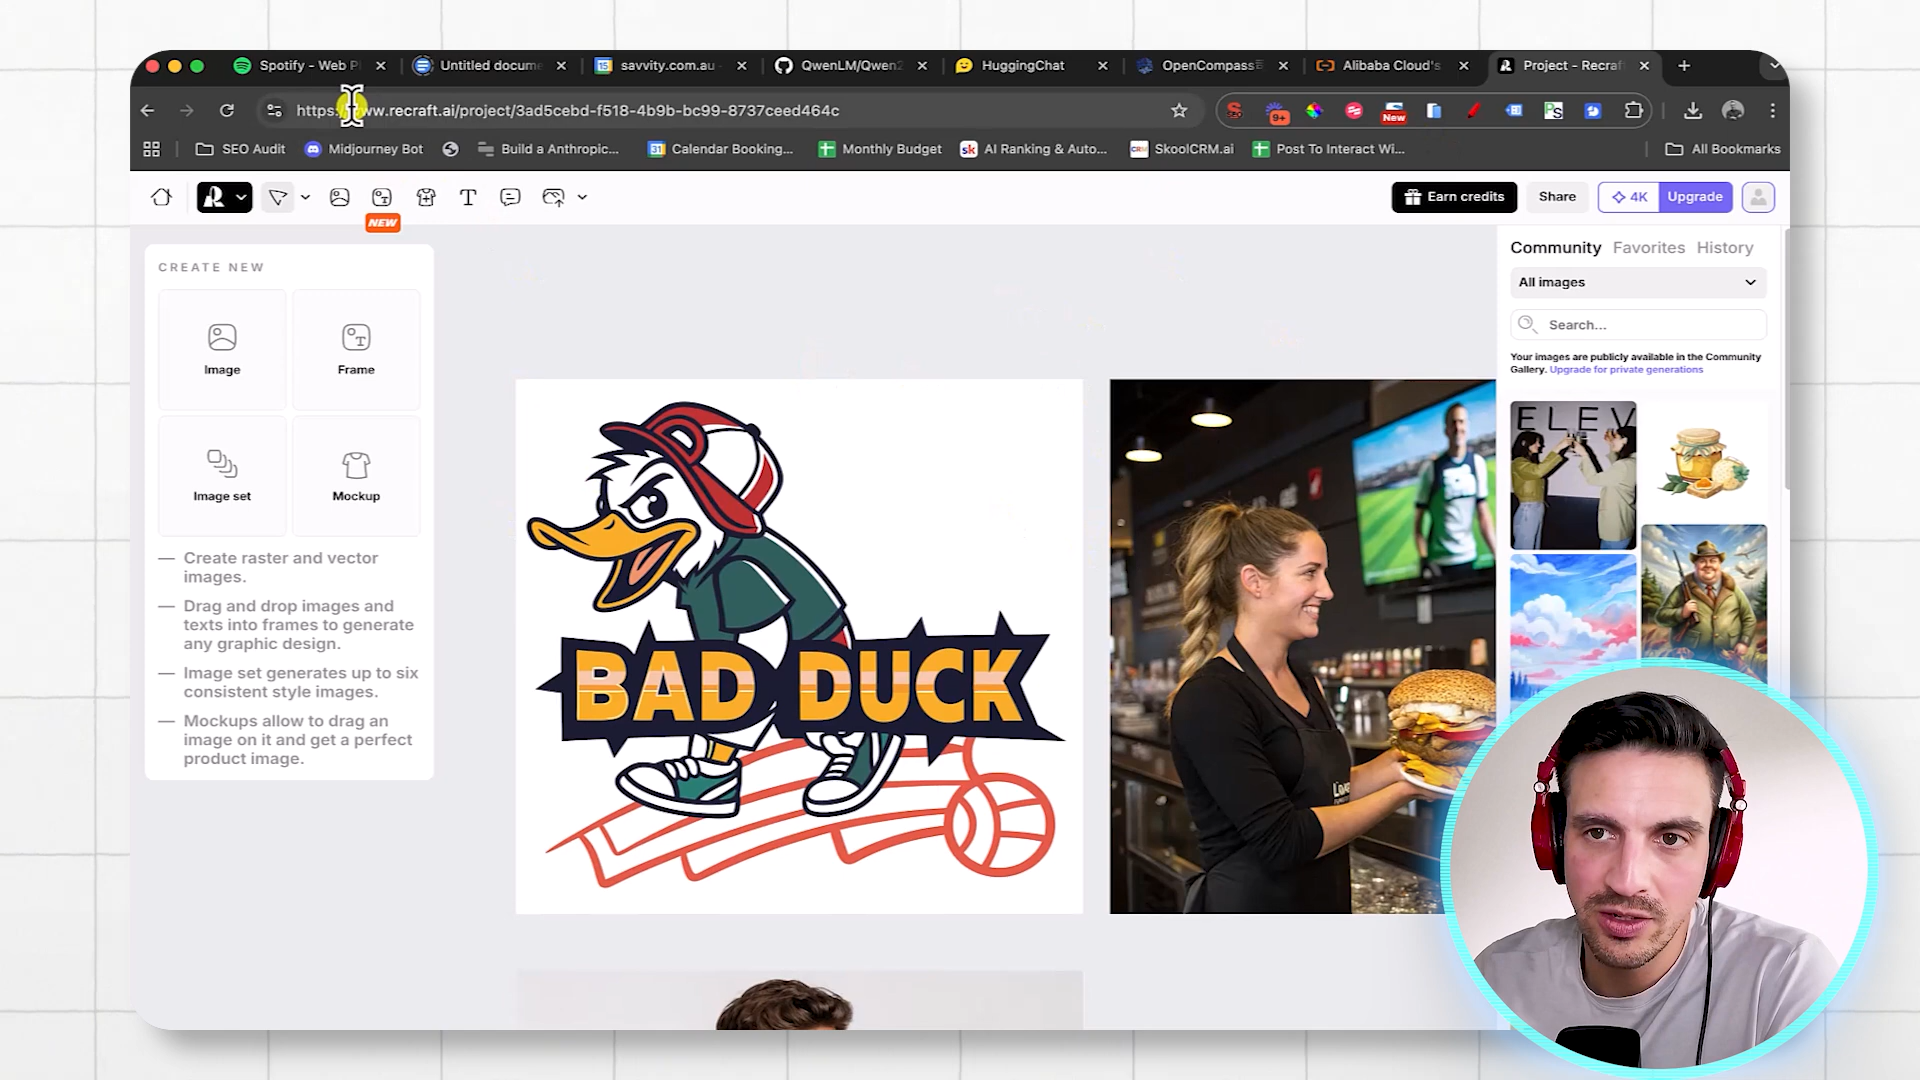 Spotify - Web Pl
Untitled docume
savvity.com.au
QwenLM/Qwen2
HuggingChat
OpenCompass
Alibaba Cloud's
Project - Recraf
www.recraft.ai/project/3ad5cebd-f518-4b9b-bc99-8737ceed464c
9+
New
SEO Audit
Midjourney Bot
Build a Anthropic...
Calendar Booking...
Monthly Budget
AI Ranking & Auto...
SkoolCRM.ai
Post To Interact Wi...
All Bookmarks
NEW
Earn credits
Share
4K
Upgrade
CREATE NEW
Image
Frame
Image set
Mockup
— Create raster and vector
images.
— Drag and drop images and
texts into frames to generate
any graphic design.
— Image set generates up to six
consistent style images.
— Mockups allow to drag an
image on it and get a perfect
product image.
BAD DUCK
Community
Favorites
History
All images
Search...
Your images are publicly available in the Community
Gallery. Upgrade for private generations
ELEV